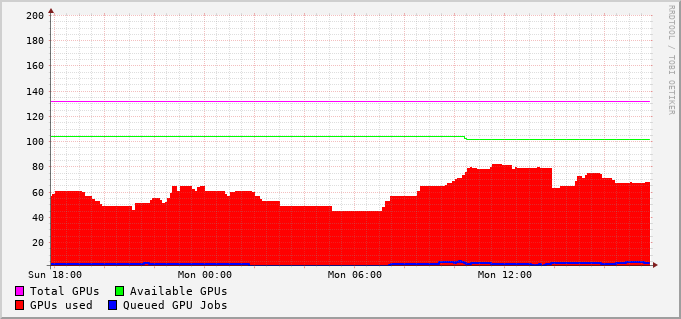 200
180
160
140
120
100
80
60
40
20
Sun 18:00 Mon 00:00 Mon 06:00 Mon 12:00
Total GPUs Available GPUs
GPUs used Queued GPU Jobs
RRDTOOL / TOBI OETIKER